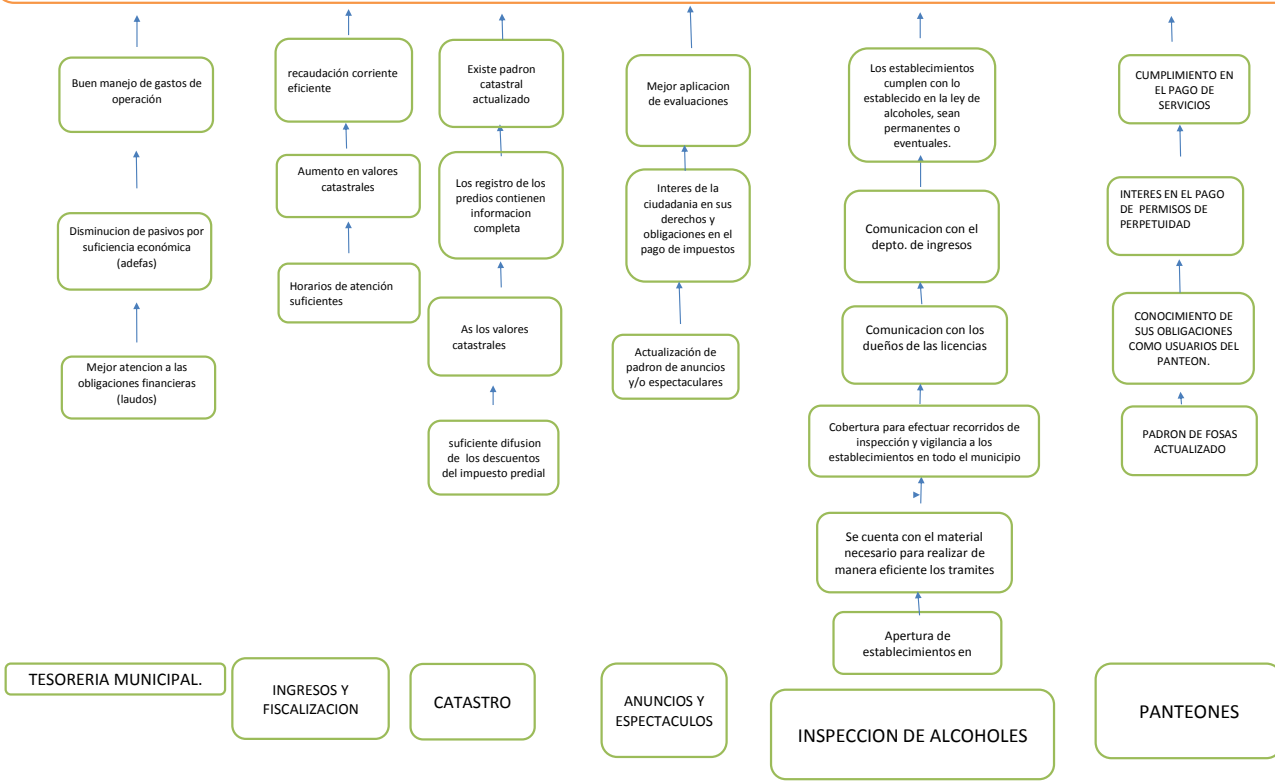 Buen manejo de gastos de
operación
Disminucion de pasivos por
suficiencia económica
(adefas)
Mejor atencion a las
obligaciones financieras
(laudos)
TESORERIA MUNICIPAL.
recaudación corriente
eficiente
Aumento en valores
catastrales
Horarios de atención
suficientes
INGRESOS Y
FISCALIZACION
Existe padron
catastral
actualizado
Los registro de los
predios contienen
informacion
completa
As los valores
catastrales
suficiente difusion
de los descuentos
del impuesto predial
CATASTRO
Mejor aplicacion
de evaluaciones
Interes de la
ciudadania en sus
derechos y
obligaciones en el
pago de impuestos
Actualización de
padron de anuncios
y/o espectaculares
ANUNCIOS Y
ESPECTACULOS
Los establecimientos
cumplen con lo
establecido en la ley de
alcoholes, sean
permanentes o
eventuales.
Comunicacion con el
depto. de ingresos
Comunicacion con los
dueños de las licencias
Cobertura para efectuar recorridos de
inspección y vigilancia a los
establecimientos en todo el municipio
Se cuenta con el material
necesario para realizar de
manera eficiente los tramites
Apertura de
establecimientos en
INSPECCION DE ALCOHOLES
CUMPLIMIENTO EN
EL PAGO DE
SERVICIOS
INTERES EN EL PAGO
DE PERMISOS DE
PERPETUIDAD
CONOCIMIENTO DE
SUS OBLIGACIONES
COMO USUARIOS DEL
PANTEON.
PADRON DE FOSAS
ACTUALIZADO
PANTEONES